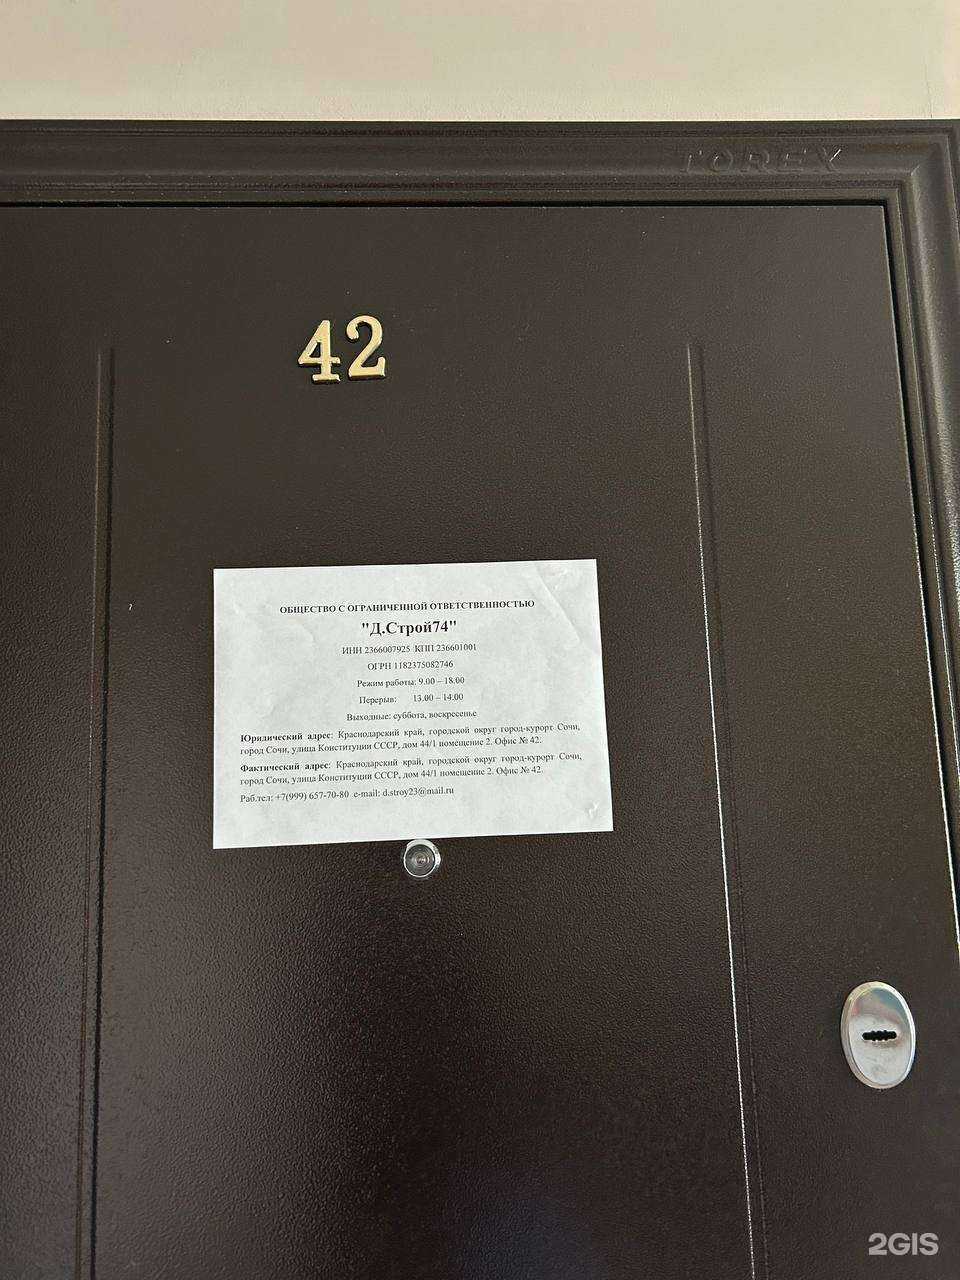 TOREX
42
ОБЩЕСТВО С ОГРАНИЧЕННОЙ ОТВЕТСТВЕННОСТЬЮ
"Д.Строй74"
ИНН 2366007925 КПП 236601001
ОГРН 1182375082746
Режим работы: 9.00 – 18.00
Перерыв: 13.00 – 14.00
Выходные: суббота, воскресенье
Юридический адрес: Краснодарский край, городской округ город-курорт Сочи,
город Сочи, улица Конституции СССР, дом 44/1 помещение 2. Офис № 42.
Фактический адрес: Краснодарский край, городской округ город-курорт Сочи,
город Сочи, улица Конституции СССР, дом 44/1 помещение 2. Офис № 42.
Раб.тел: +7(999) 657-70-80 e-mail: d.stroy23@mail.ru
2GIS